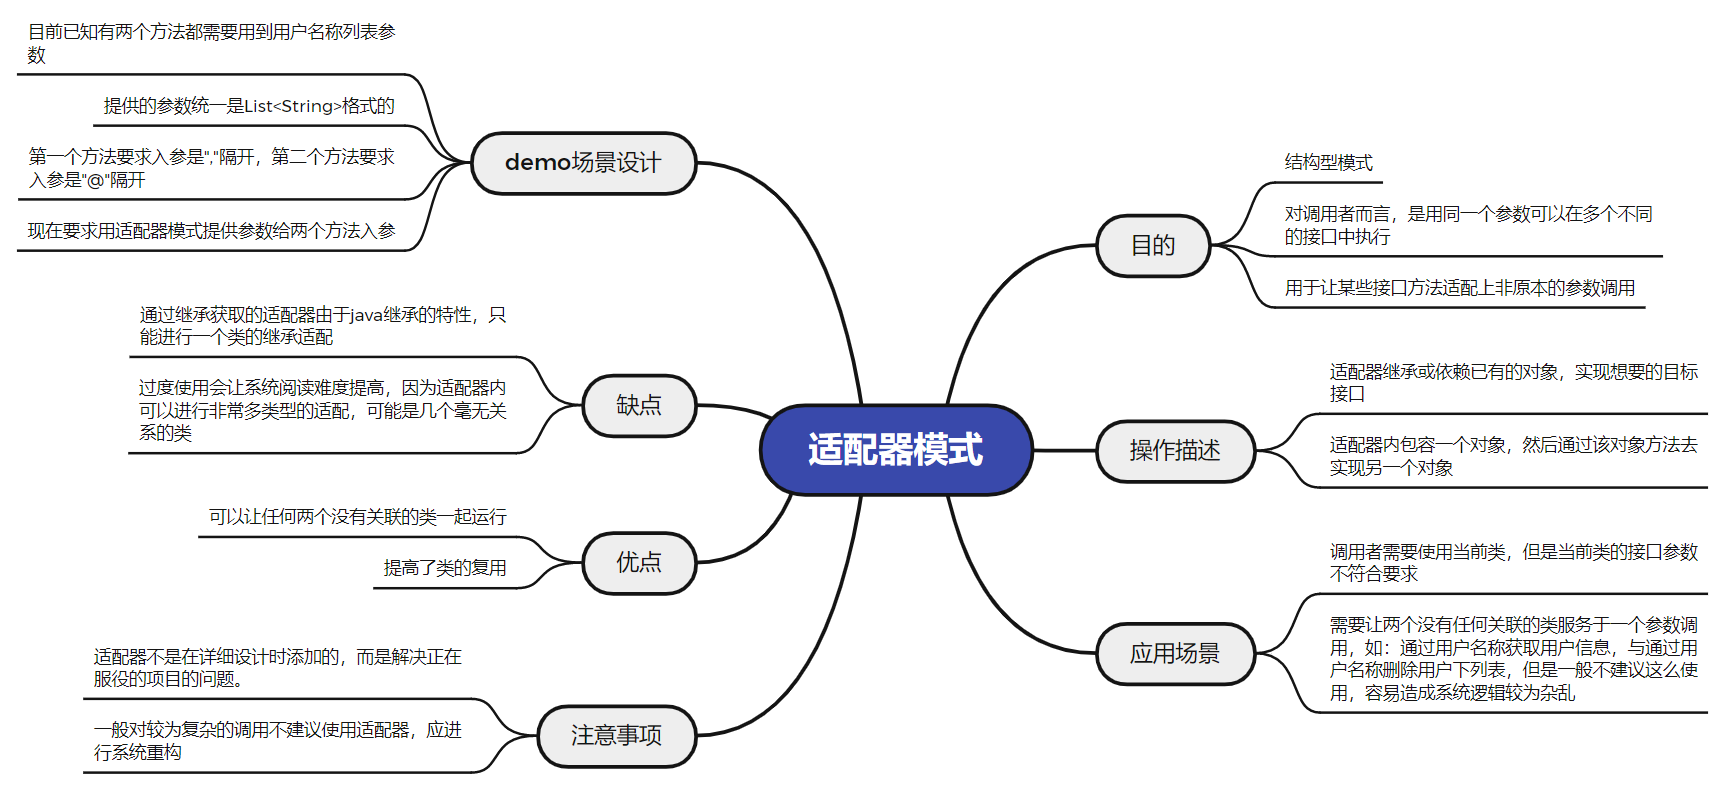 适配器模式
目的
结构型模式
对调用者而言，是用同一个参数可以在多个不同
的接口中执行
用于让某些接口方法适配上非原本的参数调用
操作描述
适配器继承或依赖已有的对象，实现想要的目标
接口
适配器内包容一个对象，然后通过该对象方法去
实现另一个对象
应用场景
调用者需要使用当前类，但是当前类的接口参数
不符合要求
需要让两个没有任何关联的类服务于一个参数调
用，如：通过用户名称获取用户信息，与通过用
户名称删除用户下列表，但是一般不建议这么使
用，容易造成系统逻辑较为杂乱
demo场景设计
目前已知有两个方法都需要用到用户名称列表参
数
提供的参数统一是List<String>格式的
第一个方法要求入参是","隔开，第二个方法要求
入参是"@"隔开
现在要求用适配器模式提供参数给两个方法入参
缺点
通过继承获取的适配器由于java继承的特性，只
能进行一个类的继承适配
过度使用会让系统阅读难度提高，因为适配器内
可以进行非常多类型的适配，可能是几个毫无关
系的类
优点
可以让任何两个没有关联的类一起运行
提高了类的复用
注意事项
适配器不是在详细设计时添加的，而是解决正在
服役的项目的问题。
一般对较为复杂的调用不建议使用适配器，应进
行系统重构